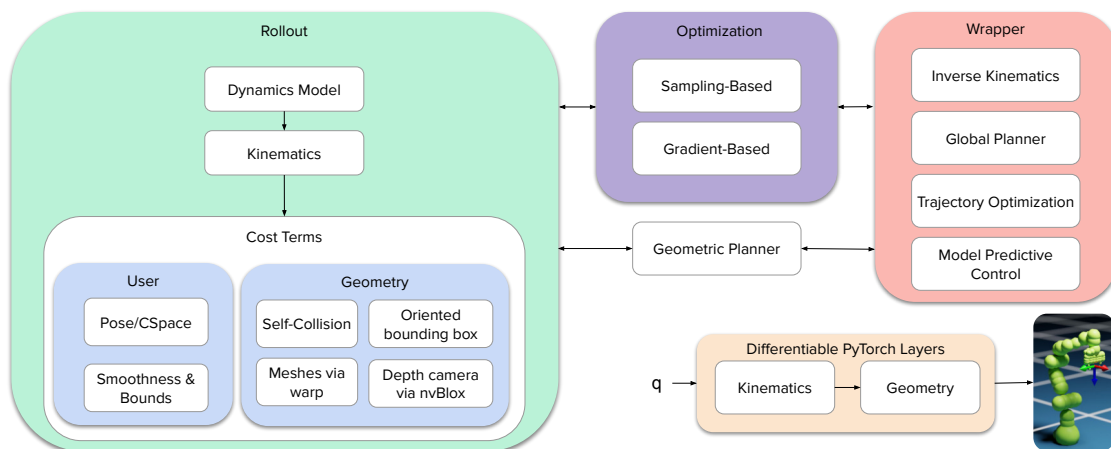 Rollout
Dynamics Model
Kinematics
Cost Terms
User
Pose/CSpace
Smoothness &
Bounds
Geometry
Self-Collision
Oriented
bounding box
Meshes via
warp
Depth camera
via nvBlox
Optimization
Sampling-Based
Gradient-Based
Geometric Planner
Wrapper
Inverse Kinematics
Global Planner
Trajectory Optimization
Model Predictive
Control
Differentiable PyTorch Layers
q
Kinematics
Geometry